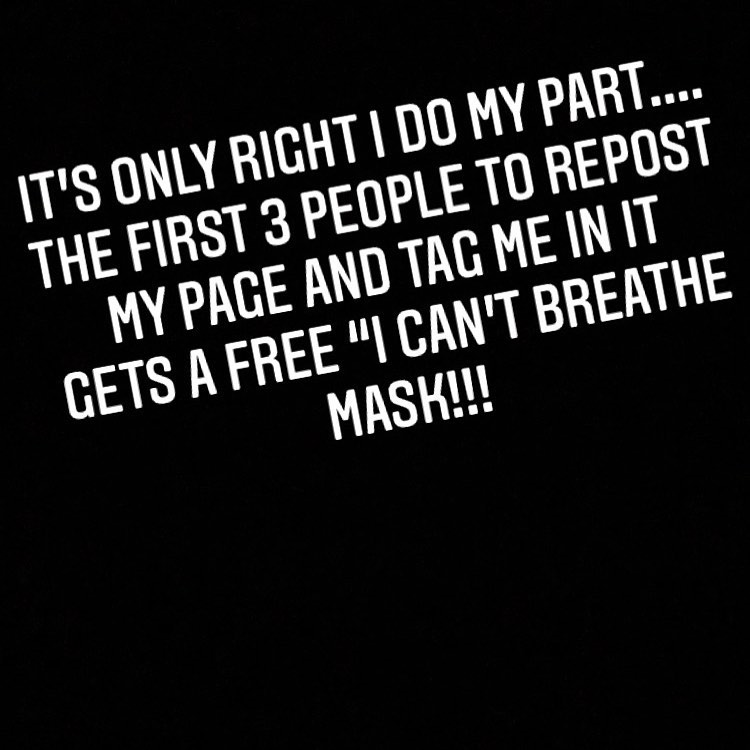 IT'S ONLY RIGHT I DO MY PART....
THE FIRST 3 PEOPLE TO REPOST
MY PAGE AND TAG ME IN IT
GETS A FREE "I CAN'T BREATHE
MASK!!!